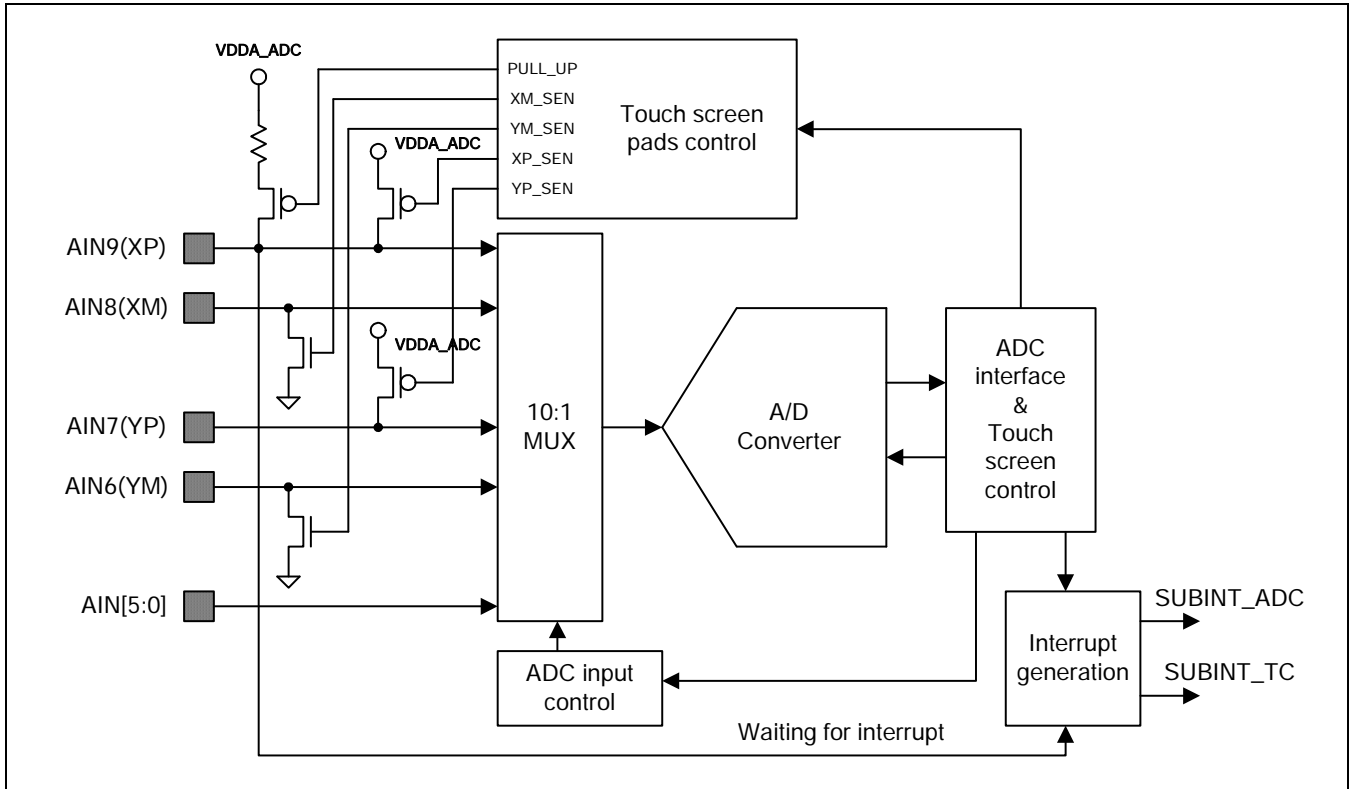 VDDA_ADC
PULL_UP
XM_SEN
YM_SEN
XP_SEN
YP_SEN
Touch screen
pads control
VDDA_ADC
AIN9(XP)
AIN8(XM)
VDDA_ADC
AIN7(YP)
AIN6(YM)
AIN[5:0]
10:1
MUX
A/D
Converter
ADC
interface
&
Touch
screen
control
ADC input
control
Interrupt
generation
SUBINT_ADC
SUBINT_TC
Waiting for interrupt